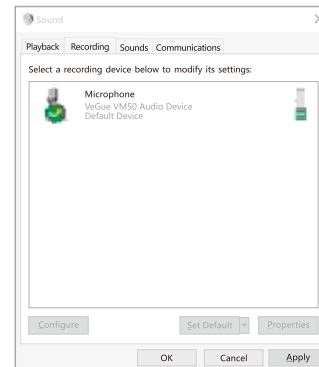 Sound
Playback Recording Sounds Communications
Select a recording device below to modify its settings:
Microphone
VeGue VM50 Audio Device
Default Device
Configure Set Default Properties
OK Cancel Apply